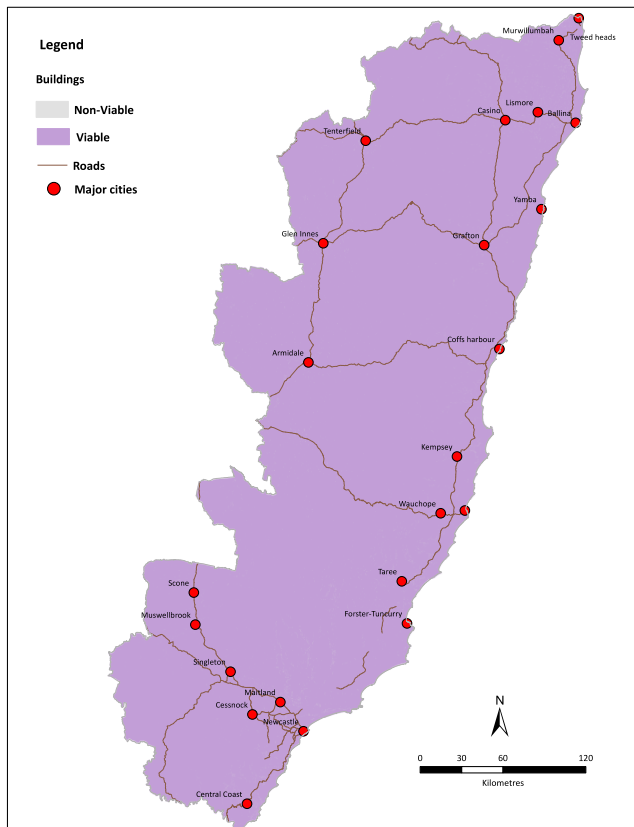 Legend
Buildings
Non-Viable
Viable
Roads
Major cities
Murwillumbah
Tweed heads
Lismore
Casino
Ballina
Tenterfield
Yamba
Glen Innes
Grafton
Coffs harbour
Armidale
Kempsey
Wauchope
Taree
Scone
Forster-Tuncurry
Muswellbrook
Singleton
Maitland
Cessnock
Newcastle
Central Coast
N
0 30 60 120
Kilometres